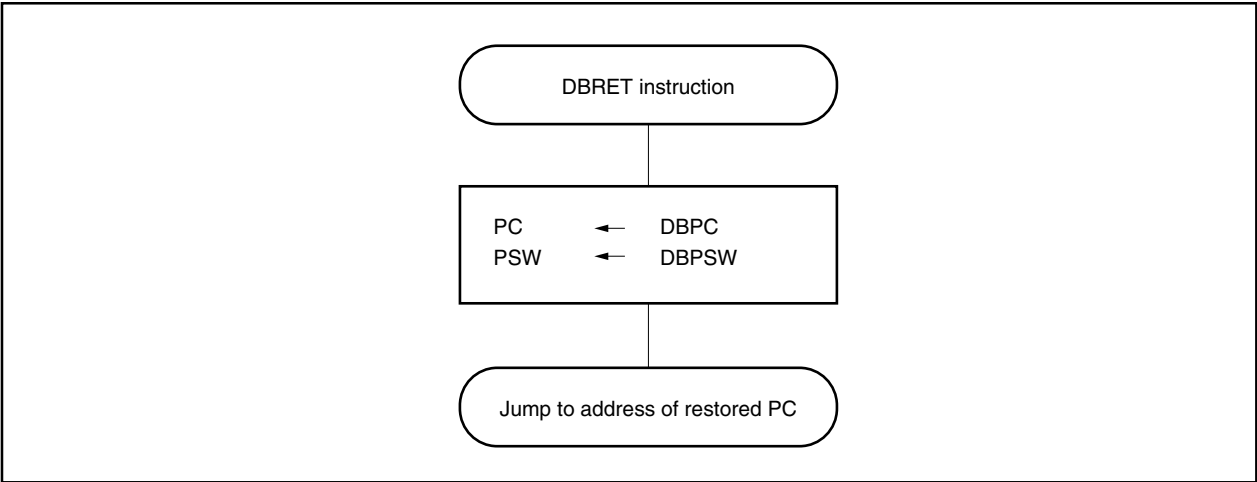 DBRET instruction
PC ← DBPC
PSW ← DBPSW
Jump to address of restored PC